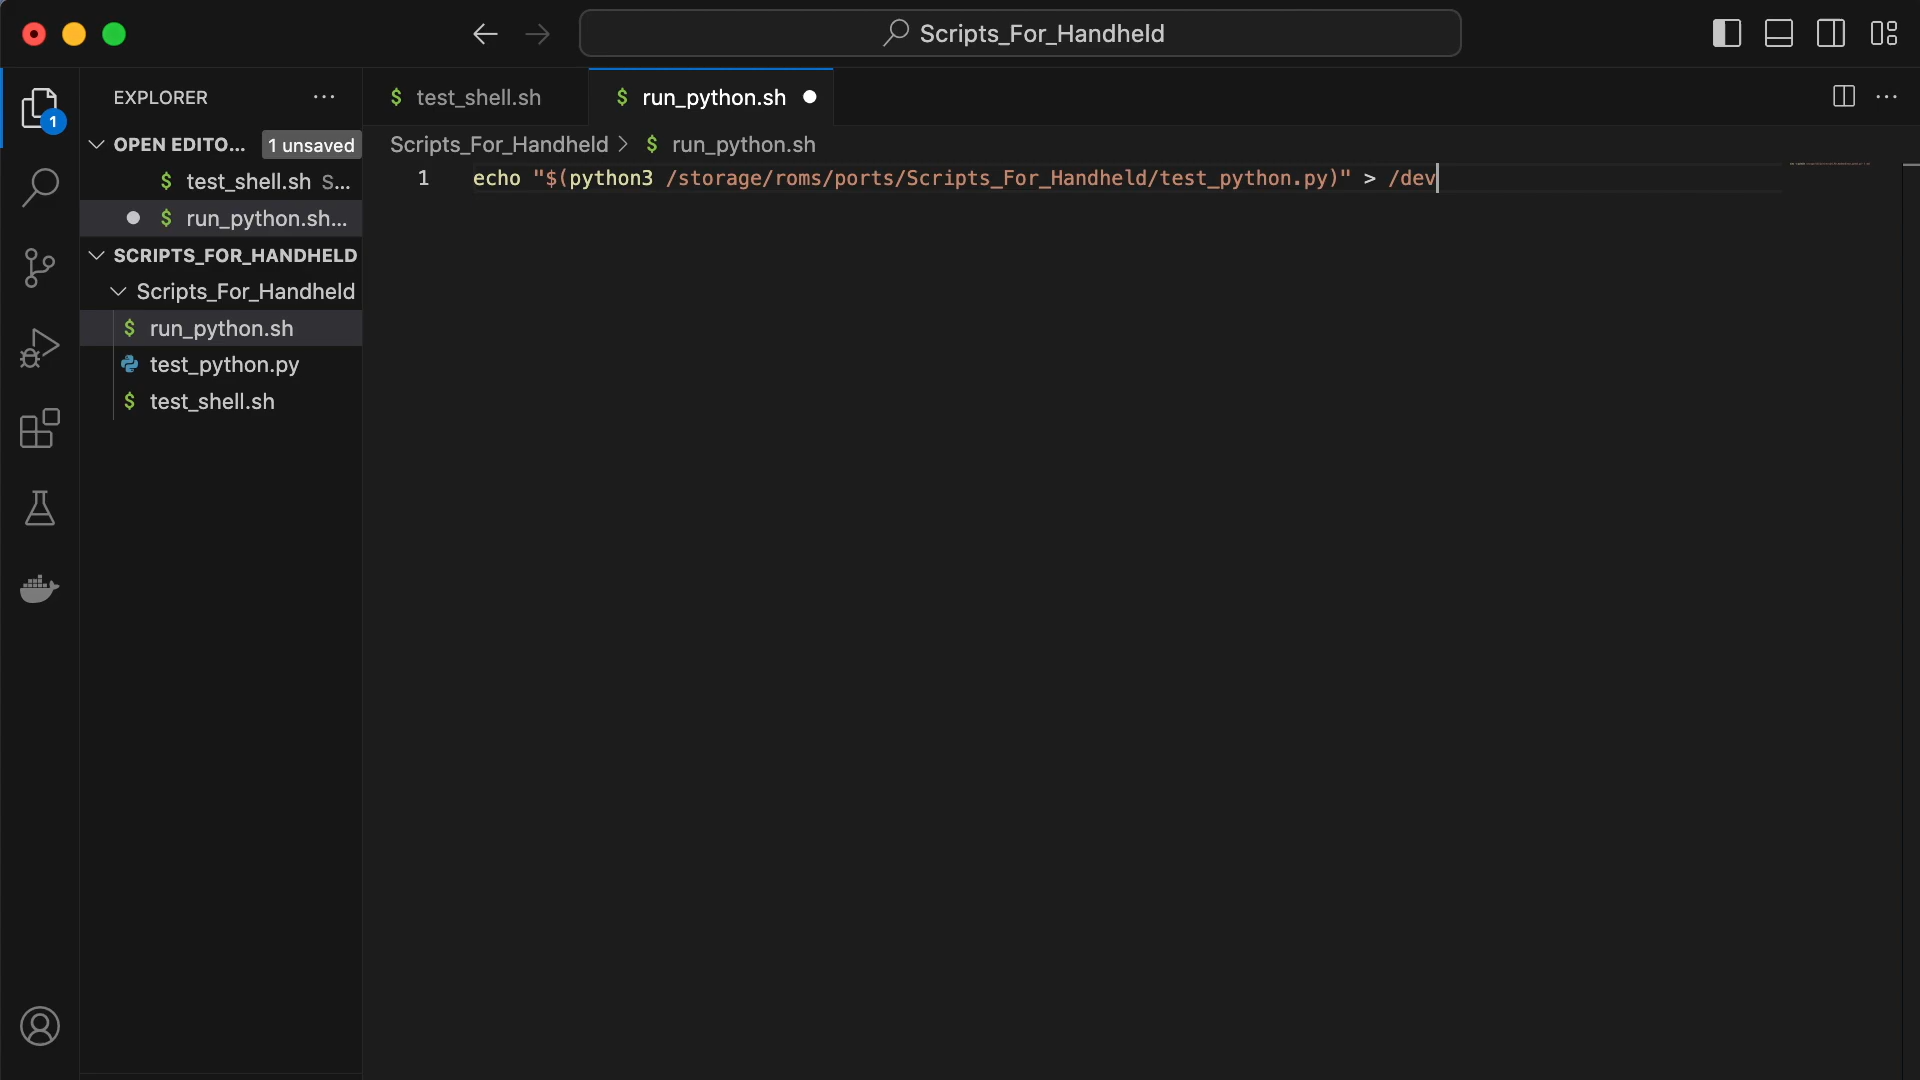 Scripts_For_Handheld
EXPLORER
$ test_shell.sh
$ run_python.sh
1
OPEN EDITO... 1 unsaved
Scripts_For_Handheld > $ run_python.sh
$ test_shell.sh S...
1 echo "$(python3 /storage/roms/ports/Scripts_For_Handheld/test_python.py)" > /dev
$ run_python.sh...
SCRIPTS_FOR_HANDHELD
Scripts_For_Handheld
$ run_python.sh
test_python.py
$ test_shell.sh